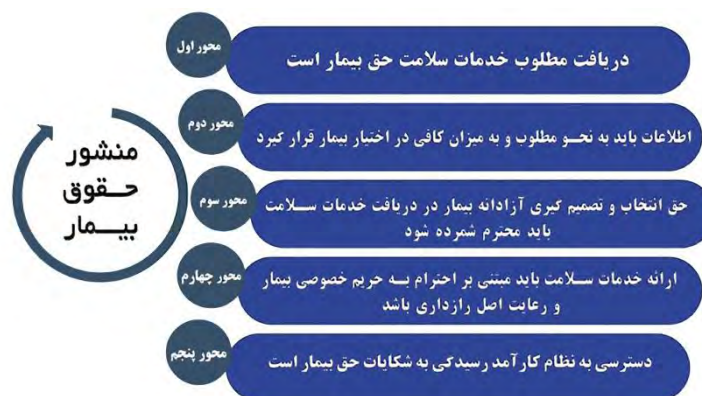 منشور
حقوق
بیمار
محور اول
دریافت مطلوب خدمات سلامت حق بیمار است
محور دوم
اطلاعات باید به نحو مطلوب و به میزان کافی در اختیار بیمار قرار گیرد
محور سوم
حق انتخاب و تصمیم گیری آزادانه بیمار در دریافت خدمات سلامت
باید محترم شمرده شود
محور چهارم
ارائه خدمات سلامت باید مبتنی بر احترام به حریم خصوصی بیمار
و رعایت اصل رازداری باشد
محور پنجم
دسترسی به نظام کارآمد رسیدگی به شکایات حق بیمار است